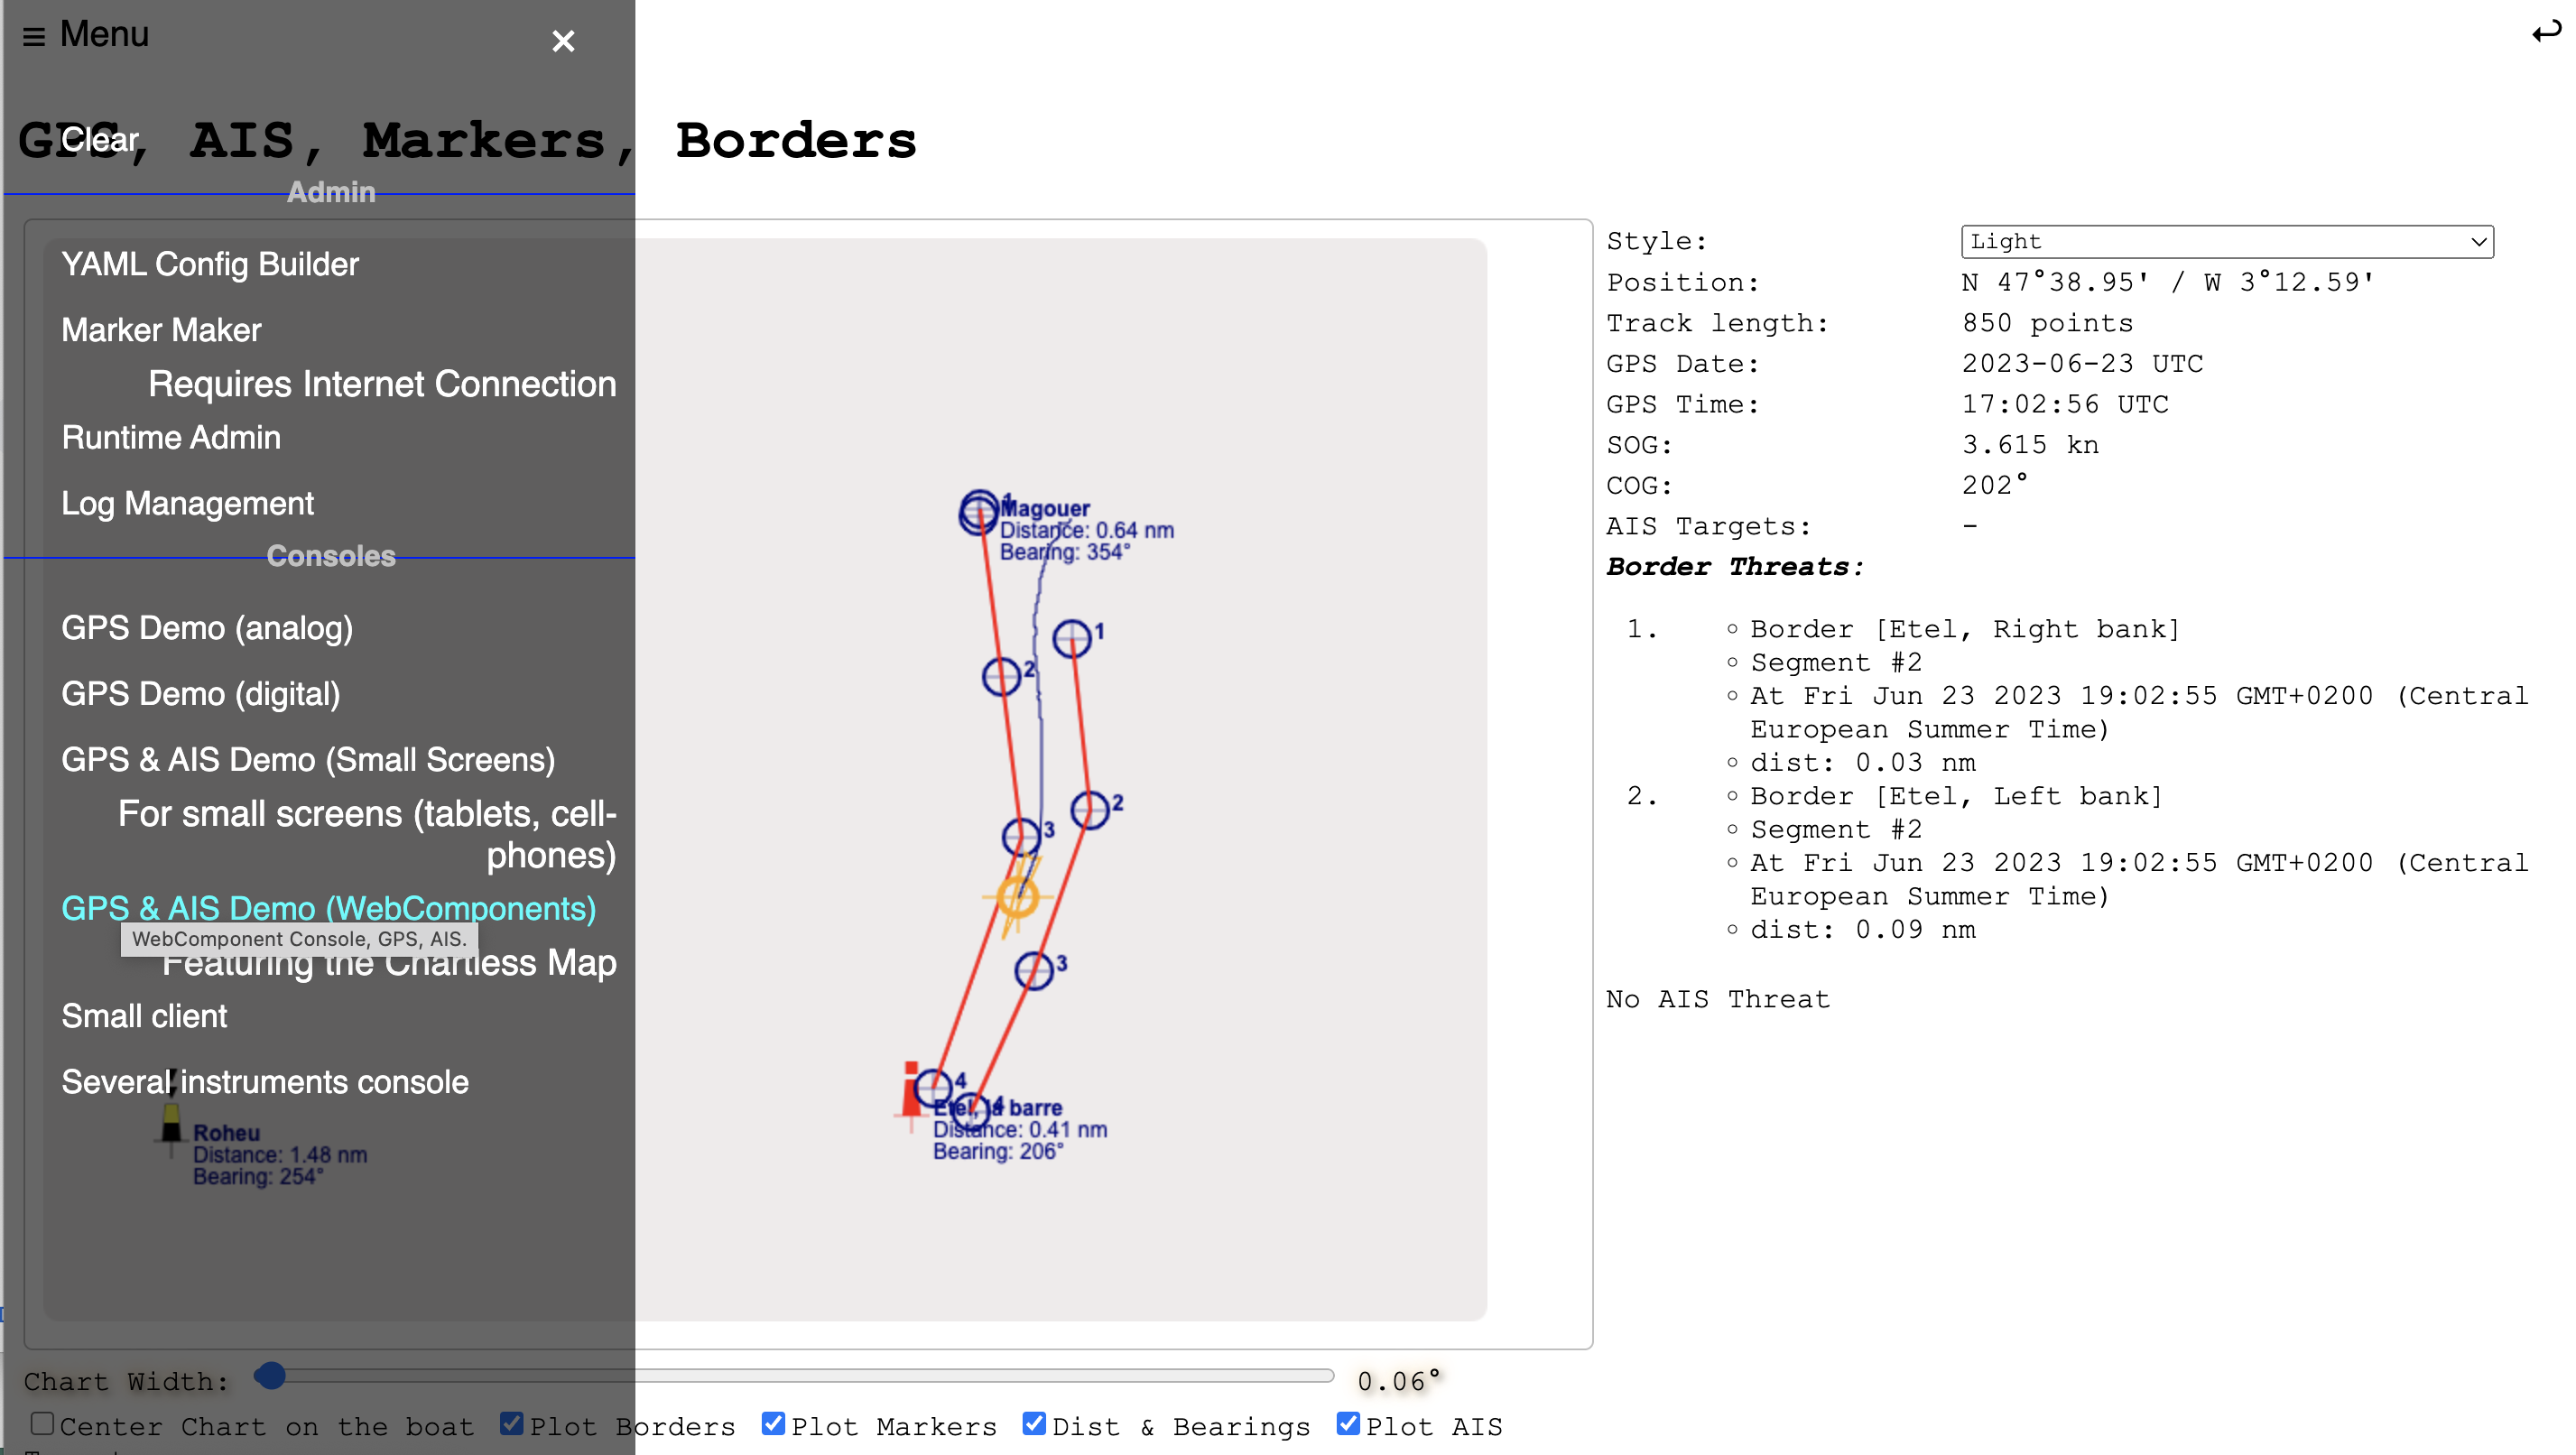 ≡ Menu
×
GPS, AIS, Markers, Borders
Clear
Admin
YAML Config Builder
Marker Maker
Requires Internet Connection
Runtime Admin
Log Management
Consoles
GPS Demo (analog)
GPS Demo (digital)
GPS & AIS Demo (Small Screens)
For small screens (tablets, cell-
phones)
GPS & AIS Demo (WebComponents)
WebComponent Console, GPS, AIS.
Featuring the Chartless Map
Small client
Several instruments console
Roheu
Distance: 1.48 nm
Bearing: 254°
1
Magouer
Distance: 0.64 nm
Bearing: 354°
1
2
2
3
3
4
4
Etel, la barre
Distance: 0.41 nm
Bearing: 206°
Style: Light
Position: N 47°38.95' / W 3°12.59'
Track length: 850 points
GPS Date: 2023-06-23 UTC
GPS Time: 17:02:56 UTC
SOG: 3.615 kn
COG: 202°
AIS Targets: -
Border Threats:
1. ◦ Border [Etel, Right bank]
◦ Segment #2
◦ At Fri Jun 23 2023 19:02:55 GMT+0200 (Central
European Summer Time)
◦ dist: 0.03 nm
2. ◦ Border [Etel, Left bank]
◦ Segment #2
◦ At Fri Jun 23 2023 19:02:55 GMT+0200 (Central
European Summer Time)
◦ dist: 0.09 nm
No AIS Threat
Chart Width: 0.06°
Center Chart on the boat Plot Borders Plot Markers Dist & Bearings Plot AIS